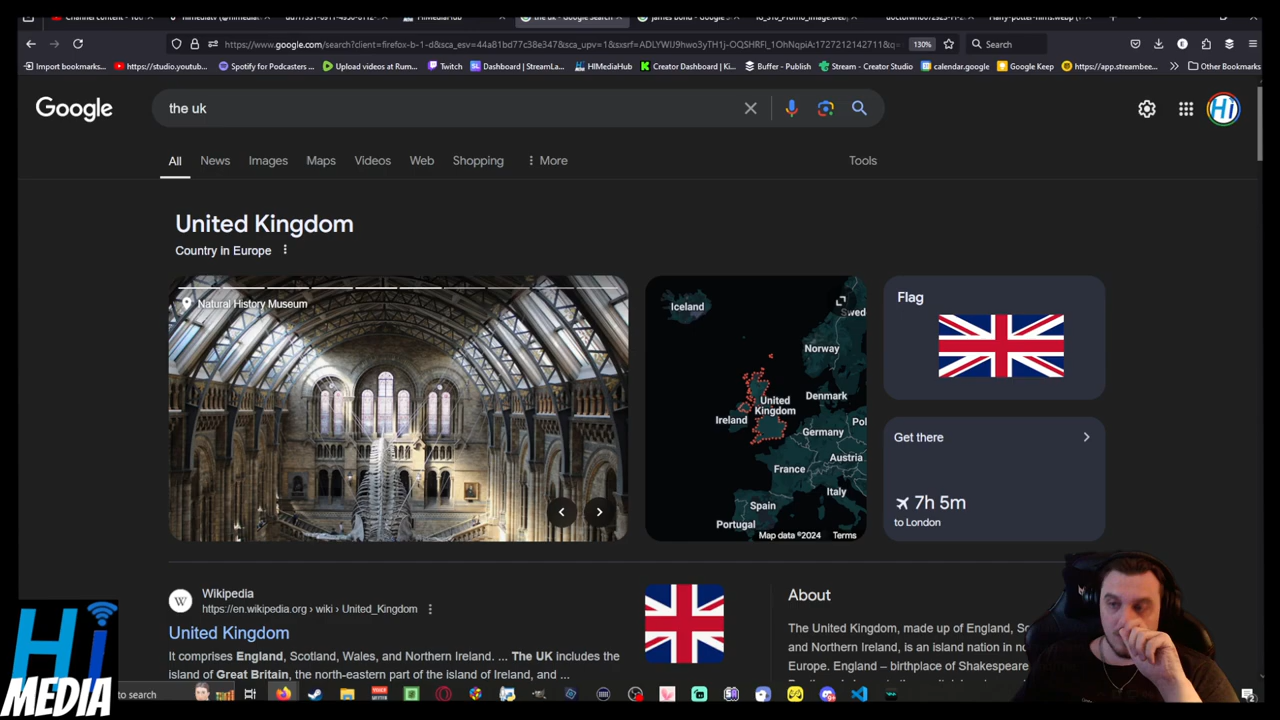 the uk - Google Search
https://www.google.com/search?client=firefox-b-1-d&sca_esv=44a81bd77c38e347&sca_upv=1&sxsrf=
130%
Search
Import bookmarks...
https://studio.youtub...
Spotify for Podcasters ...
Upload videos at Rum...
Twitch
Dashboard | StreamLa...
HIMediaHub
Creator Dashboard | Ki...
Buffer - Publish
Stream - Creator Studio
calendar.google
Google Keep
https://app.streambee...
Other Bookmarks
Google
the uk
Hi
All
News
Images
Maps
Videos
Web
Shopping
More
Tools
United Kingdom
Country in Europe
Natural History Museum
Iceland
Swed
Norway
United
Kingdom
Denmark
Ireland
Germany
Pol
Austria
France
Italy
Spain
Portugal
Map data ©2024
Terms
Flag
Get there
7h 5m
to London
Wikipedia
https://en.wikipedia.org › wiki › United_Kingdom
United Kingdom
It comprises England, Scotland, Wales, and Northern Ireland. ... The UK includes the
island of Great Britain, the north-eastern part of the island of Ireland, and
W
About
The United Kingdom, made up of England, Sc
and Northern Ireland, is an island nation in no
Europe. England – birthplace of Shakespeare
Hi
MEDIA
to search